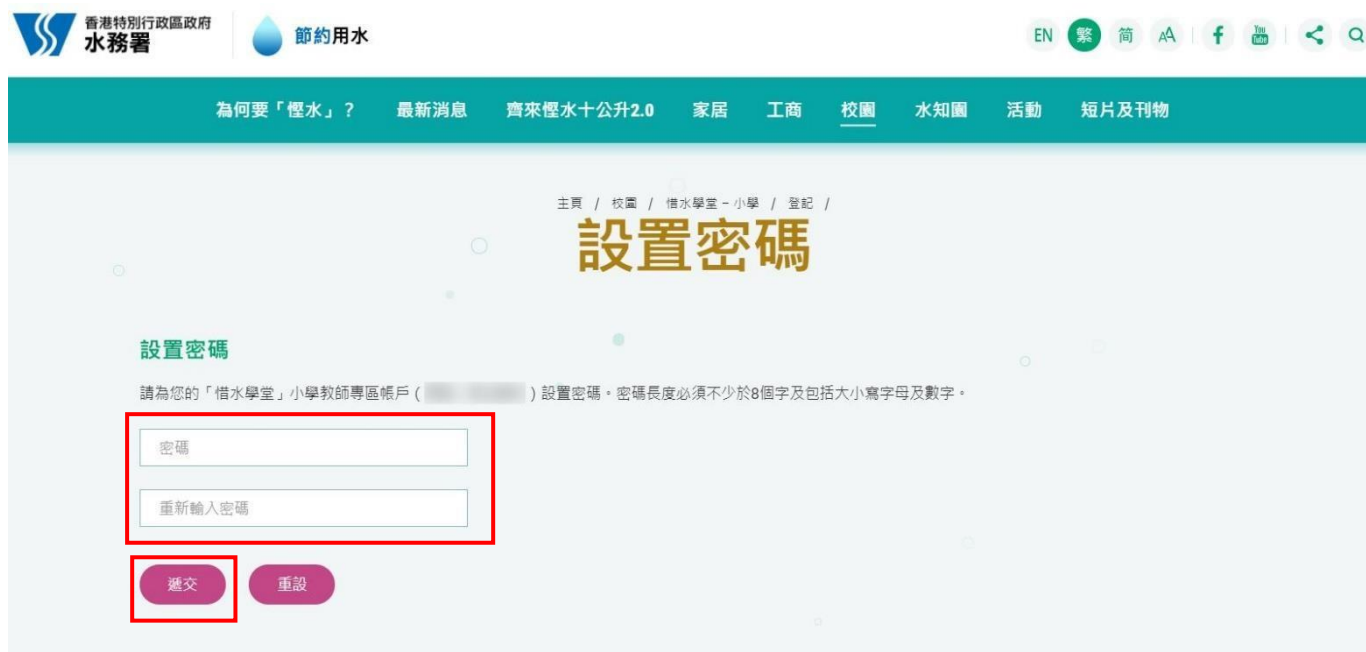 香港特別行政區政府
水務署
節約用水
EN 繁 简 AA f You Tube
為何要「慳水」？ 最新消息 齊來慳水十公升2.0 家居 工商 校園 水知園 活動 短片及刊物
主頁 / 校園 / 惜水學堂 – 小學 / 登記 /
設置密碼
設置密碼
請為您的「惜水學堂」小學教師專區帳戶 ( ) 設置密碼。密碼長度必須不少於8個字及包括大小寫字母及數字。
密碼
重新輸入密碼
遞交 重設